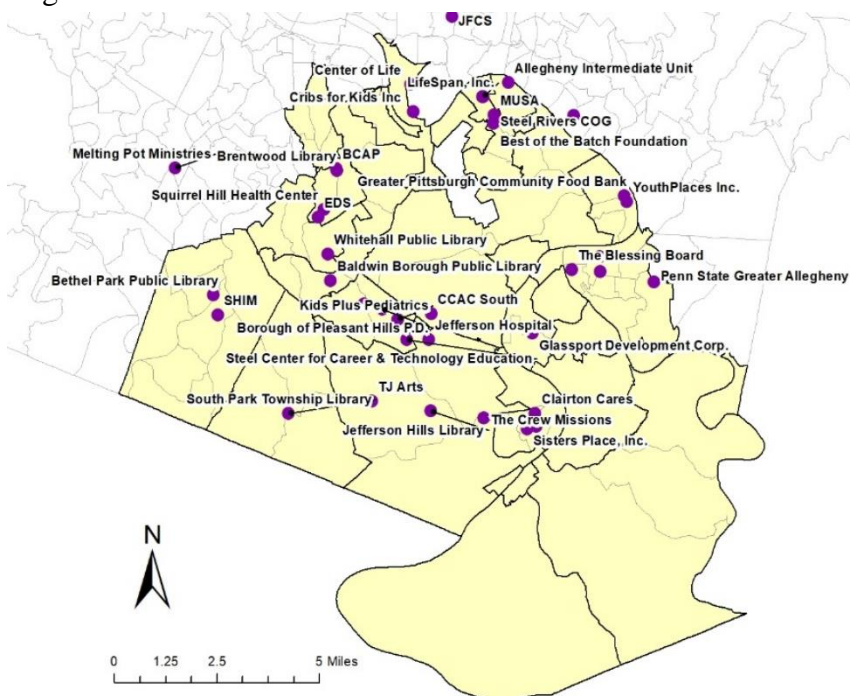 JFCS
Center of Life
LifeSpan, Inc.
Allegheny Intermediate Unit
Cribs for Kids Inc
MUSA
Steel Rivers COG
Best of the Batch Foundation
Melting Pot Ministries
Brentwood Library
BCAP
Greater Pittsburgh Community Food Bank
YouthPlaces Inc.
Squirrel Hill Health Center
EDS
Whitehall Public Library
The Blessing Board
Baldwin Borough Public Library
Penn State Greater Allegheny
Bethel Park Public Library
SHIM
Kids Plus Pediatrics
CCAC South
Borough of Pleasant Hills P.D.
Jefferson Hospital
Glassport Development Corp.
Steel Center for Career & Technology Education
TJ Arts
South Park Township Library
Clairton Cares
The Crew Missions
Jefferson Hills Library
Sisters Place, Inc.
N
0 1.25 2.5 5 Miles